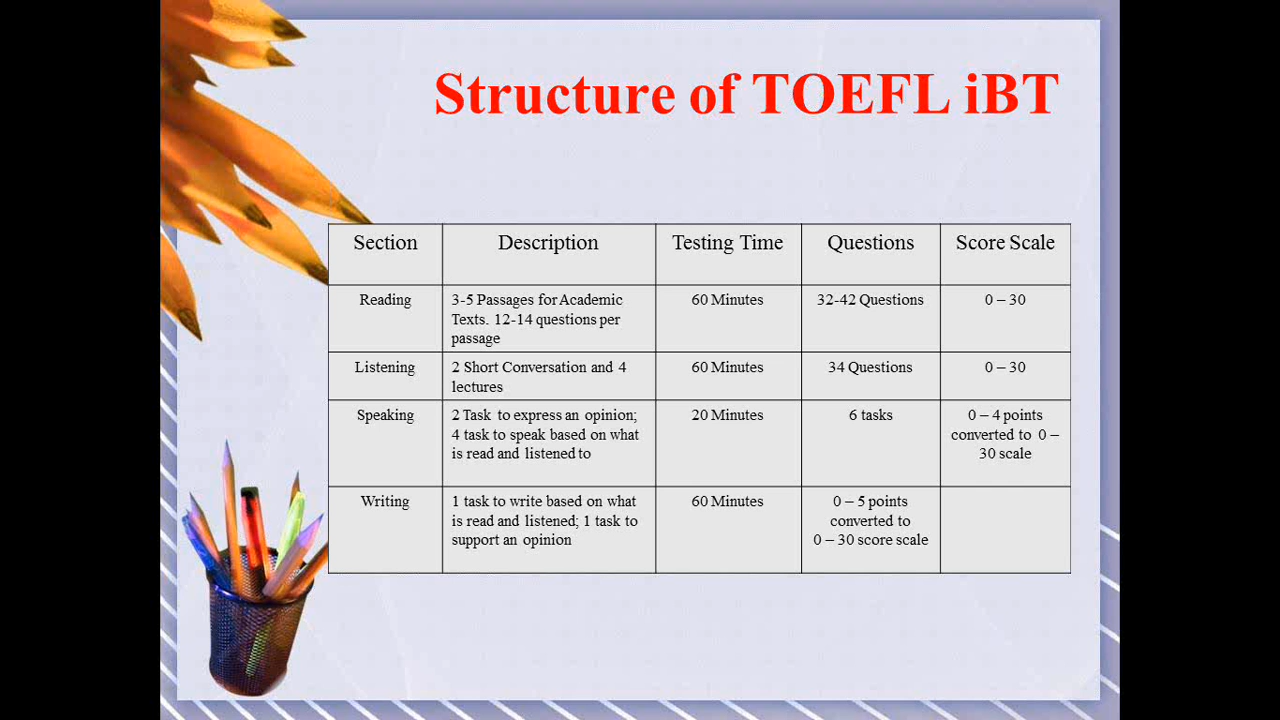 Structure of TOEFL iBT
Section Description Testing Time Questions Score Scale
Reading
3-5 Passages for Academic
Texts. 12-14 questions per
passage
60 Minutes
32-42 Questions
0 – 30
Listening
2 Short Conversation and 4
lectures
60 Minutes
34 Questions
0 – 30
Speaking
2 Task to express an opinion;
4 task to speak based on what
is read and listened to
20 Minutes
6 tasks
0 – 4 points
converted to 0 –
30 scale
Writing
1 task to write based on what
is read and listened; 1 task to
support an opinion
60 Minutes
0 – 5 points
converted to
0 – 30 score scale